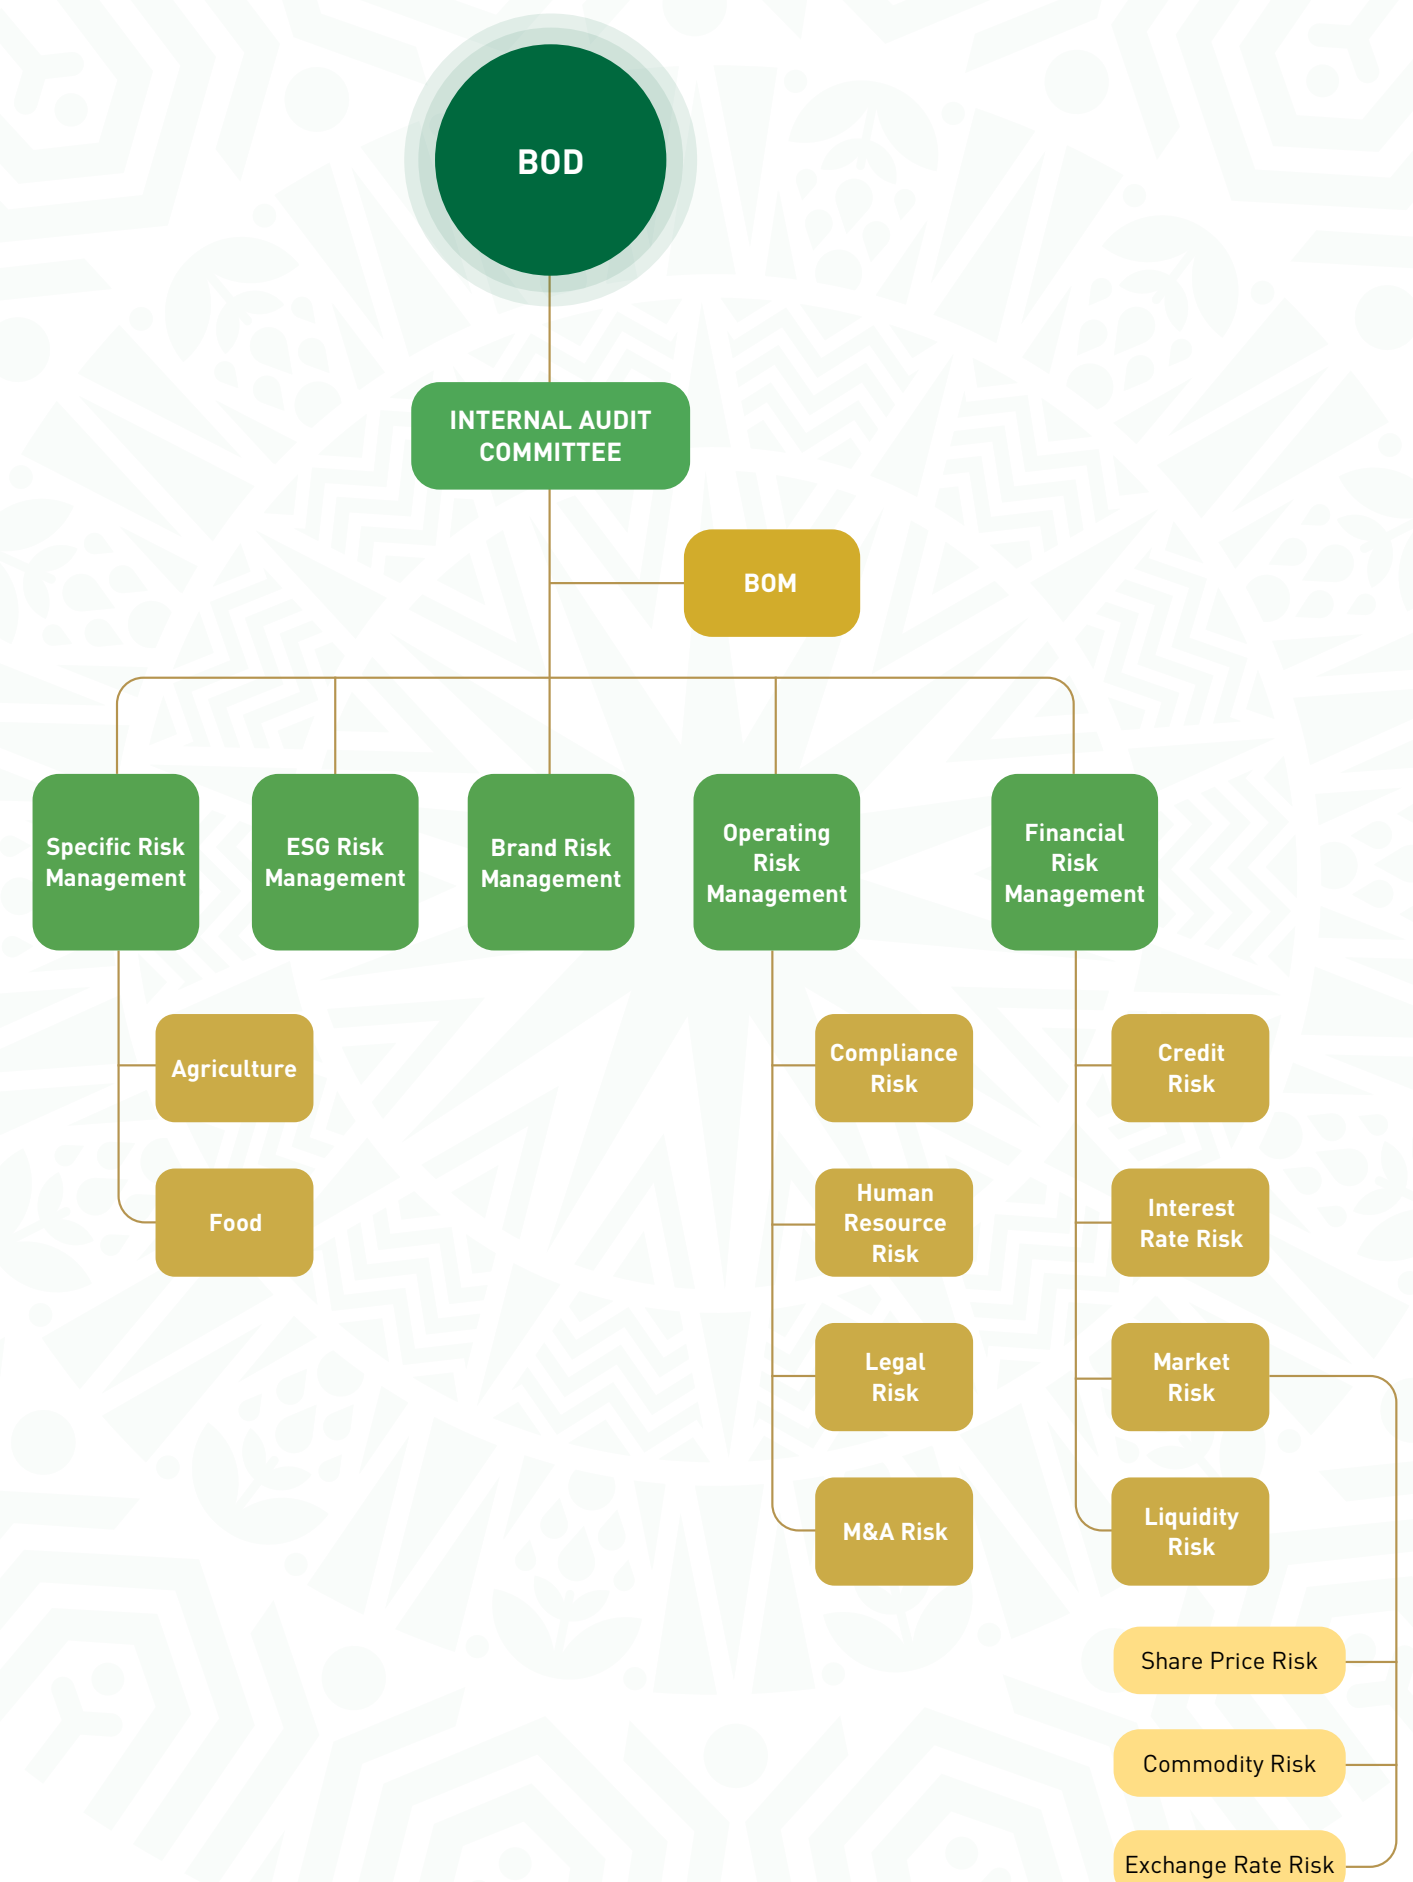 BOD
INTERNAL AUDIT
COMMITTEE
BOM
Specific Risk
Management
ESG Risk
Management
Brand Risk
Management
Operating
Risk
Management
Financial
Risk
Management
Agriculture
Food
Compliance
Risk
Human
Resource
Risk
Legal
Risk
M&A Risk
Credit
Risk
Interest
Rate Risk
Market
Risk
Liquidity
Risk
Share Price Risk
Commodity Risk
Exchange Rate Risk